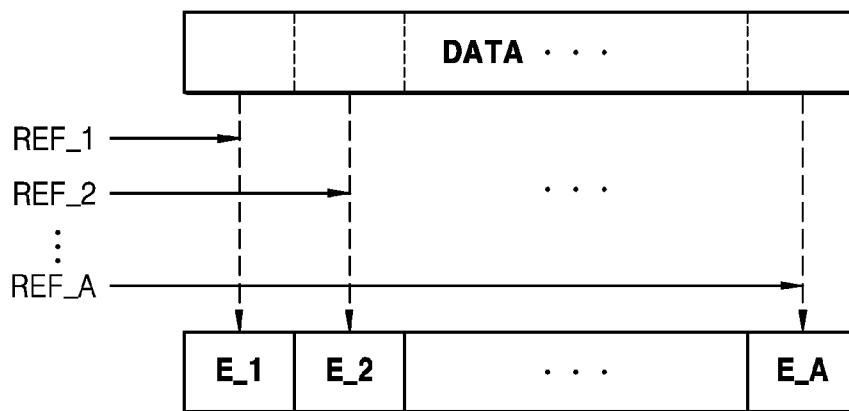 DATA · · ·
REF_1
REF_2 · · ·
⋮
REF_A
E_1 E_2 · · · E_A